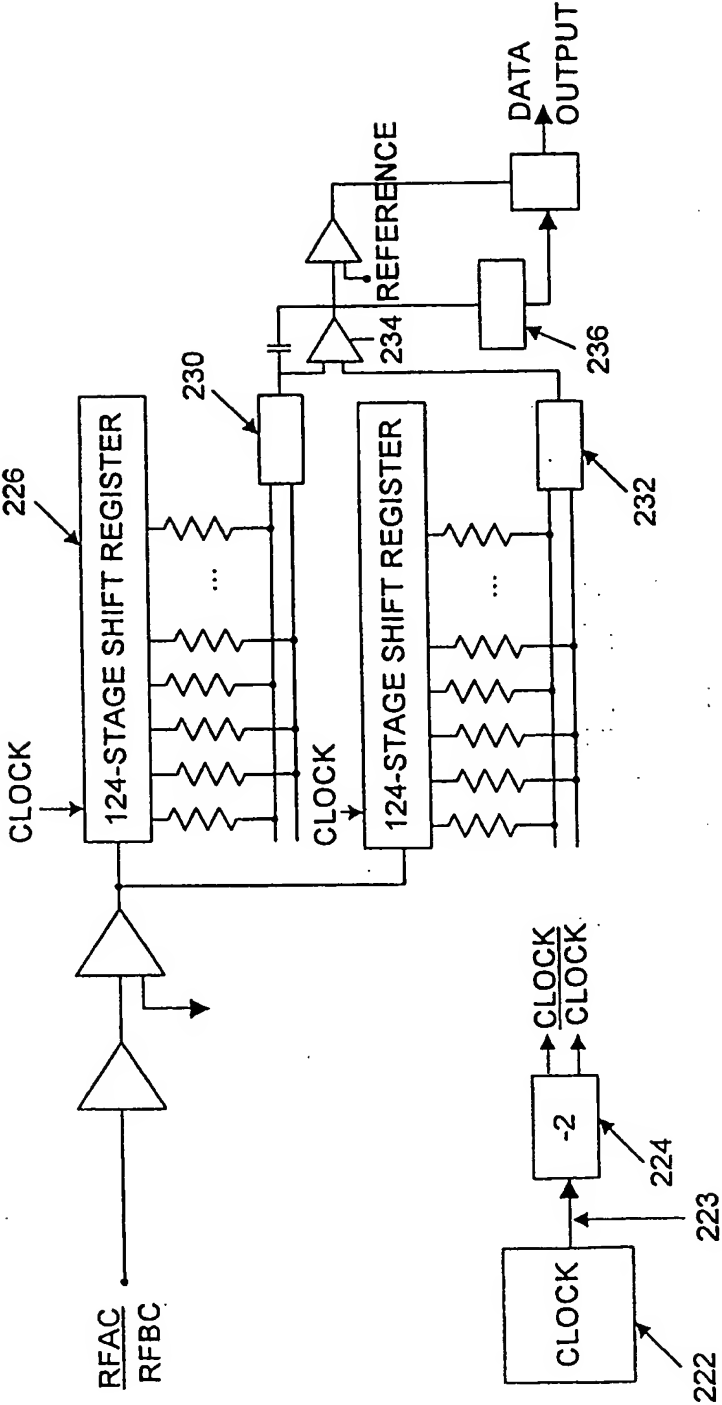 RFAC
RFBC
CLOCK
226
124-STAGE SHIFT REGISTER
...
230
CLOCK
124-STAGE SHIFT REGISTER
...
232
234
REFERENCE
236
DATA
OUTPUT
CLOCK
222
223
-2
224
CLOCK
CLOCK